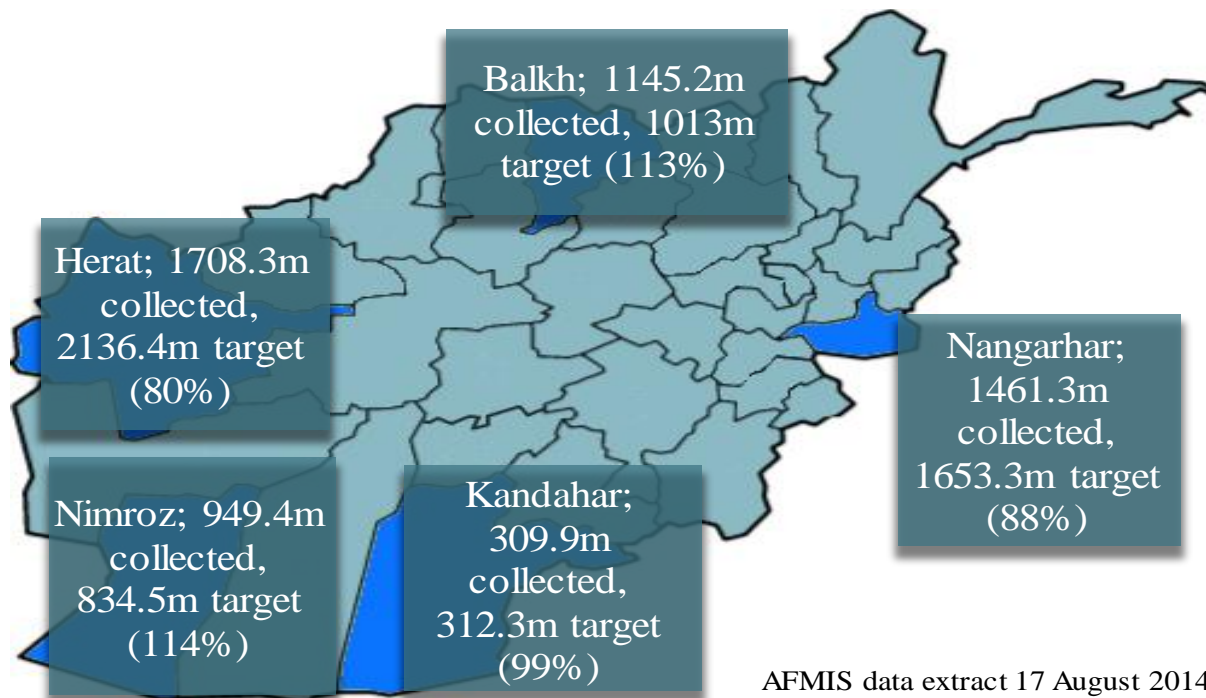 Balkh; 1145.2m
collected, 1013m
target (113%)
Herat; 1708.3m
collected,
2136.4m target
(80%)
Nangarhar;
1461.3m
collected,
1653.3m target
(88%)
Nimroz; 949.4m
collected,
834.5m target
(114%)
Kandahar;
309.9m
collected,
312.3m target
(99%)
AFMIS data extract 17 August 2014